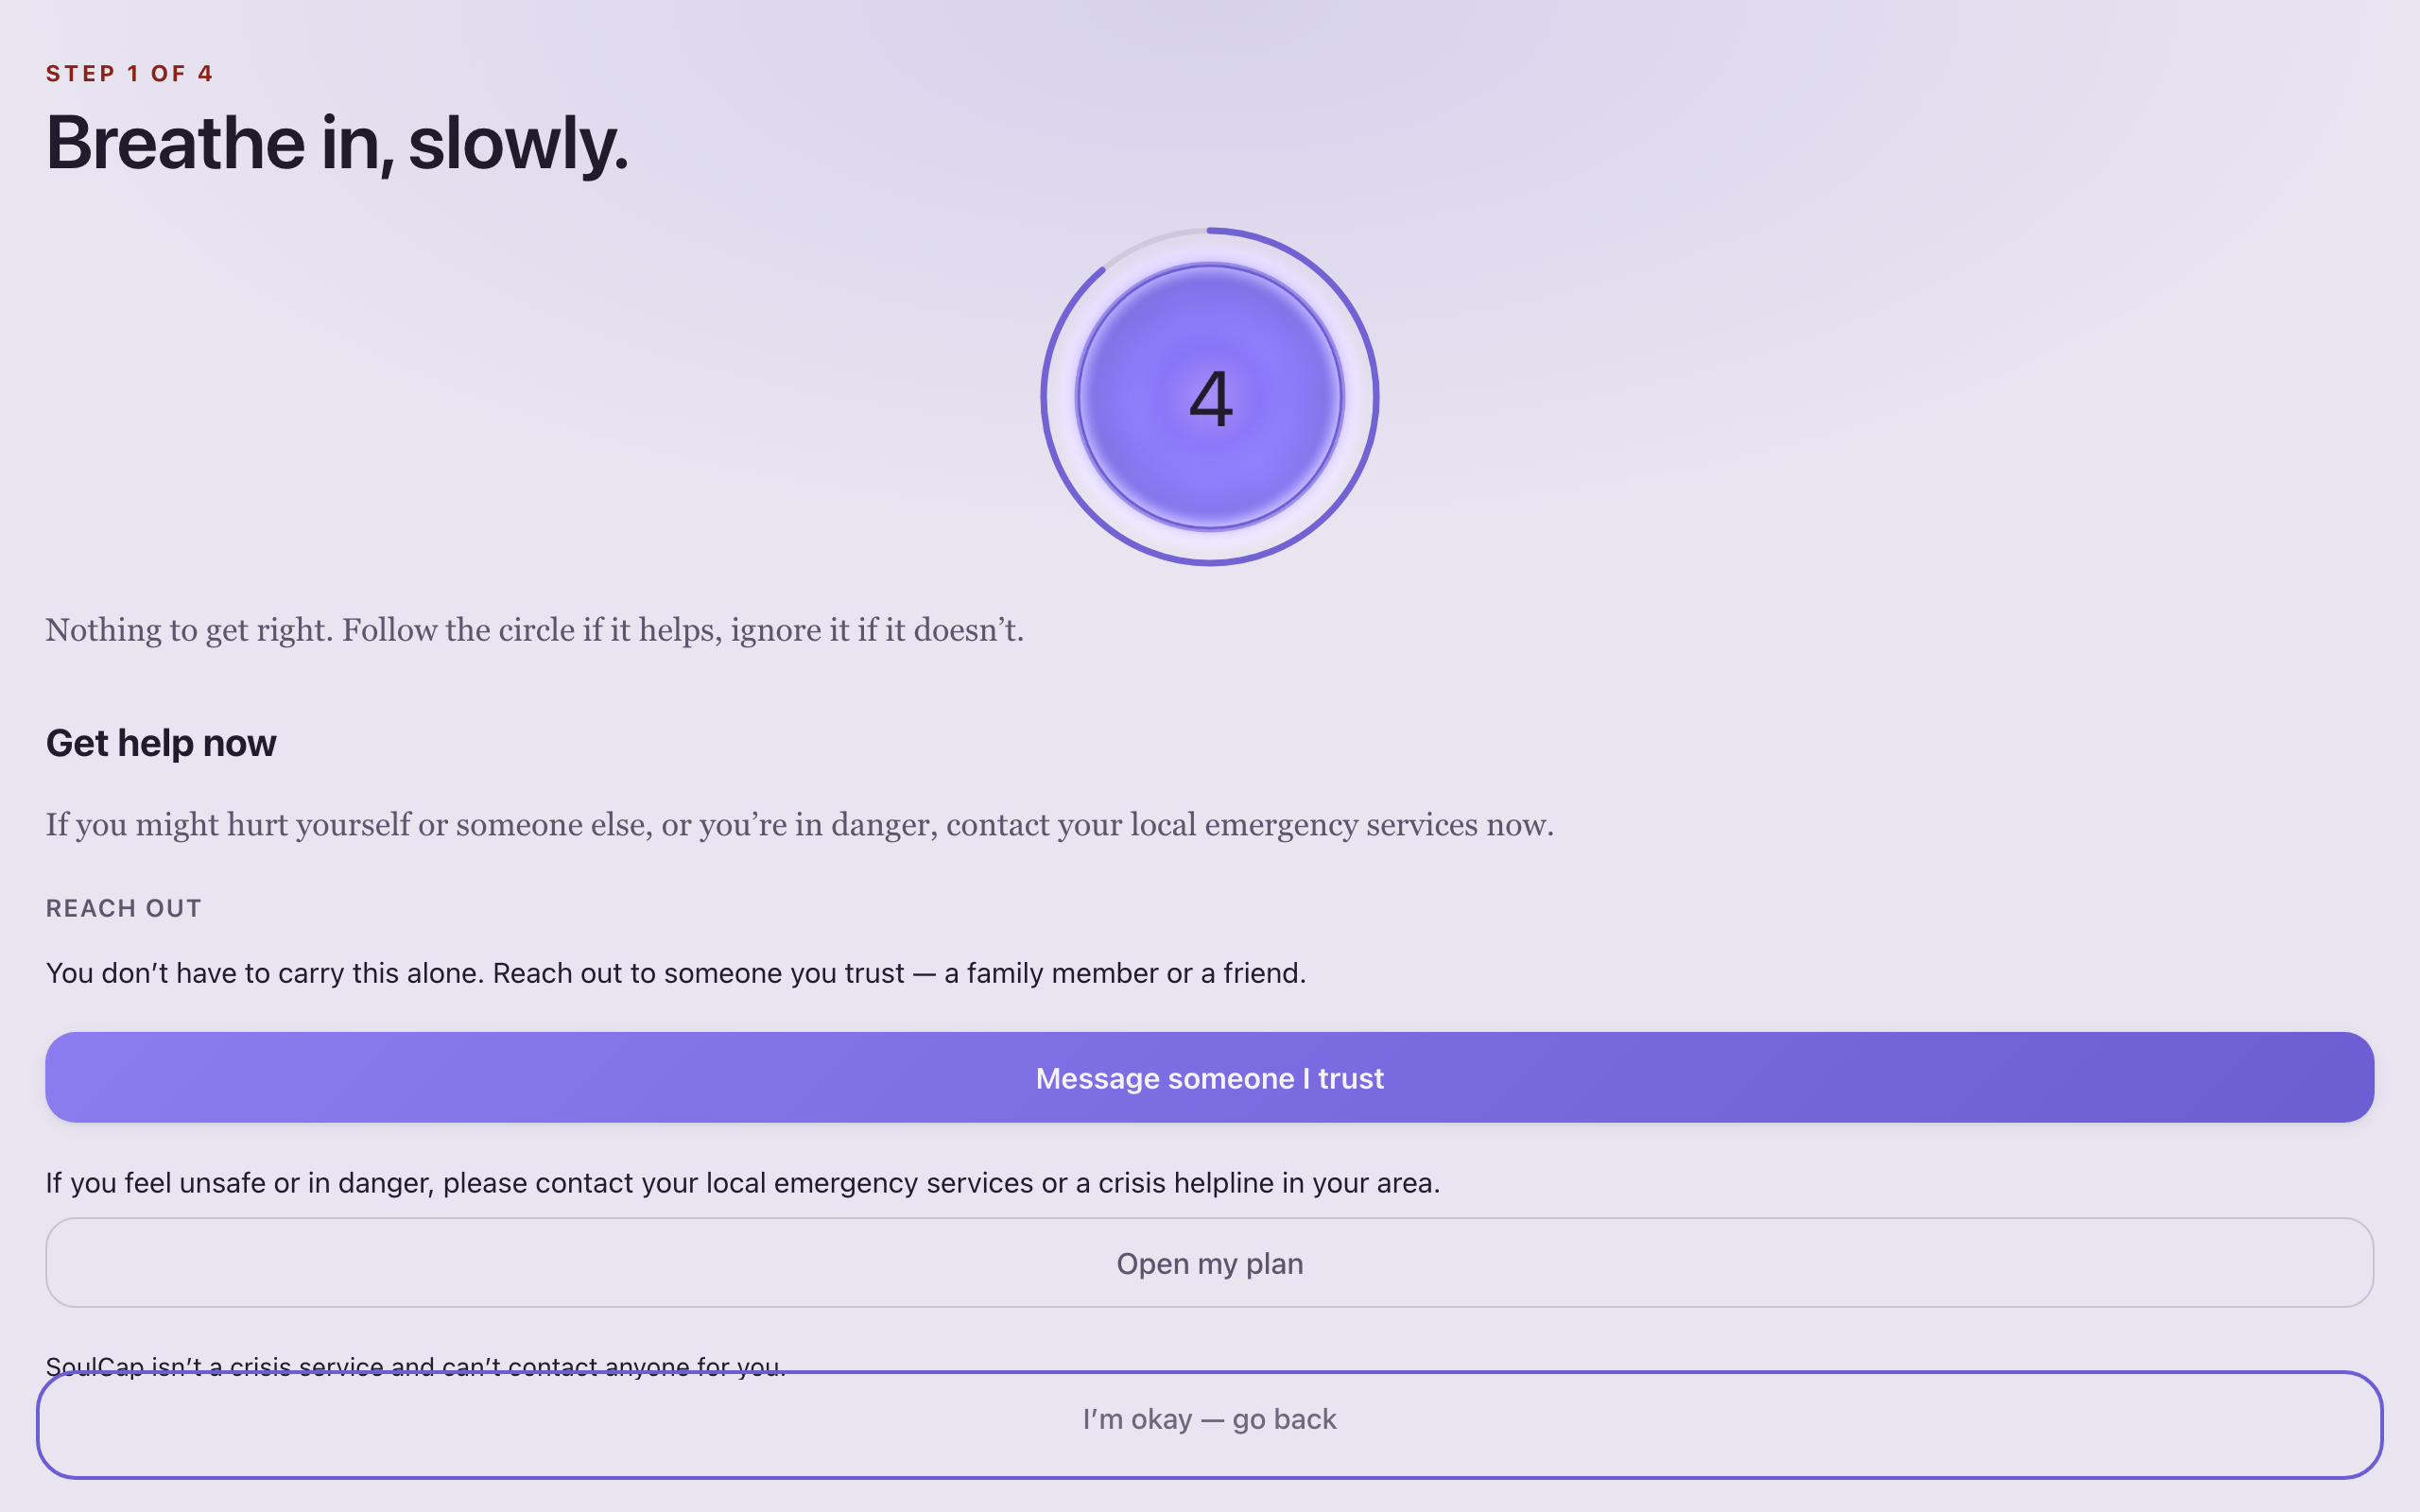 STEP 1 OF 4
Breathe in, slowly.
4
Nothing to get right. Follow the circle if it helps, ignore it if it doesn’t.
Get help now
If you might hurt yourself or someone else, or you’re in danger, contact your local emergency services now.
REACH OUT
You don’t have to carry this alone. Reach out to someone you trust — a family member or a friend.
Message someone I trust
If you feel unsafe or in danger, please contact your local emergency services or a crisis helpline in your area.
Open my plan
SoulCap isn’t a crisis service and can’t contact anyone for you.
I’m okay — go back